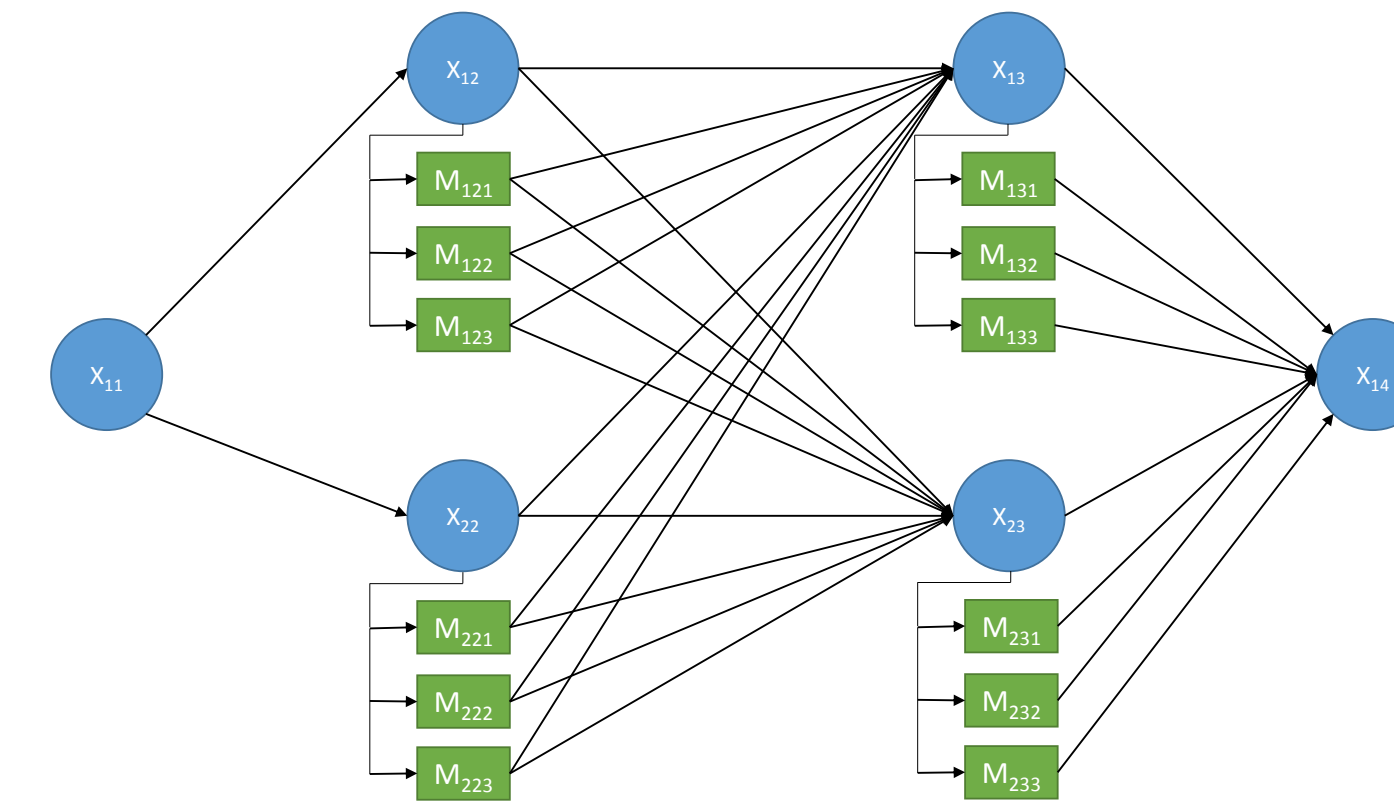 X₁₂
X₁₃
M₁₂₁
M₁₃₁
M₁₂₂
M₁₃₂
M₁₂₃
M₁₃₃
X₁₁
X₁₄
X₂₂
X₂₃
M₂₂₁
M₂₃₁
M₂₂₂
M₂₃₂
M₂₂₃
M₂₃₃